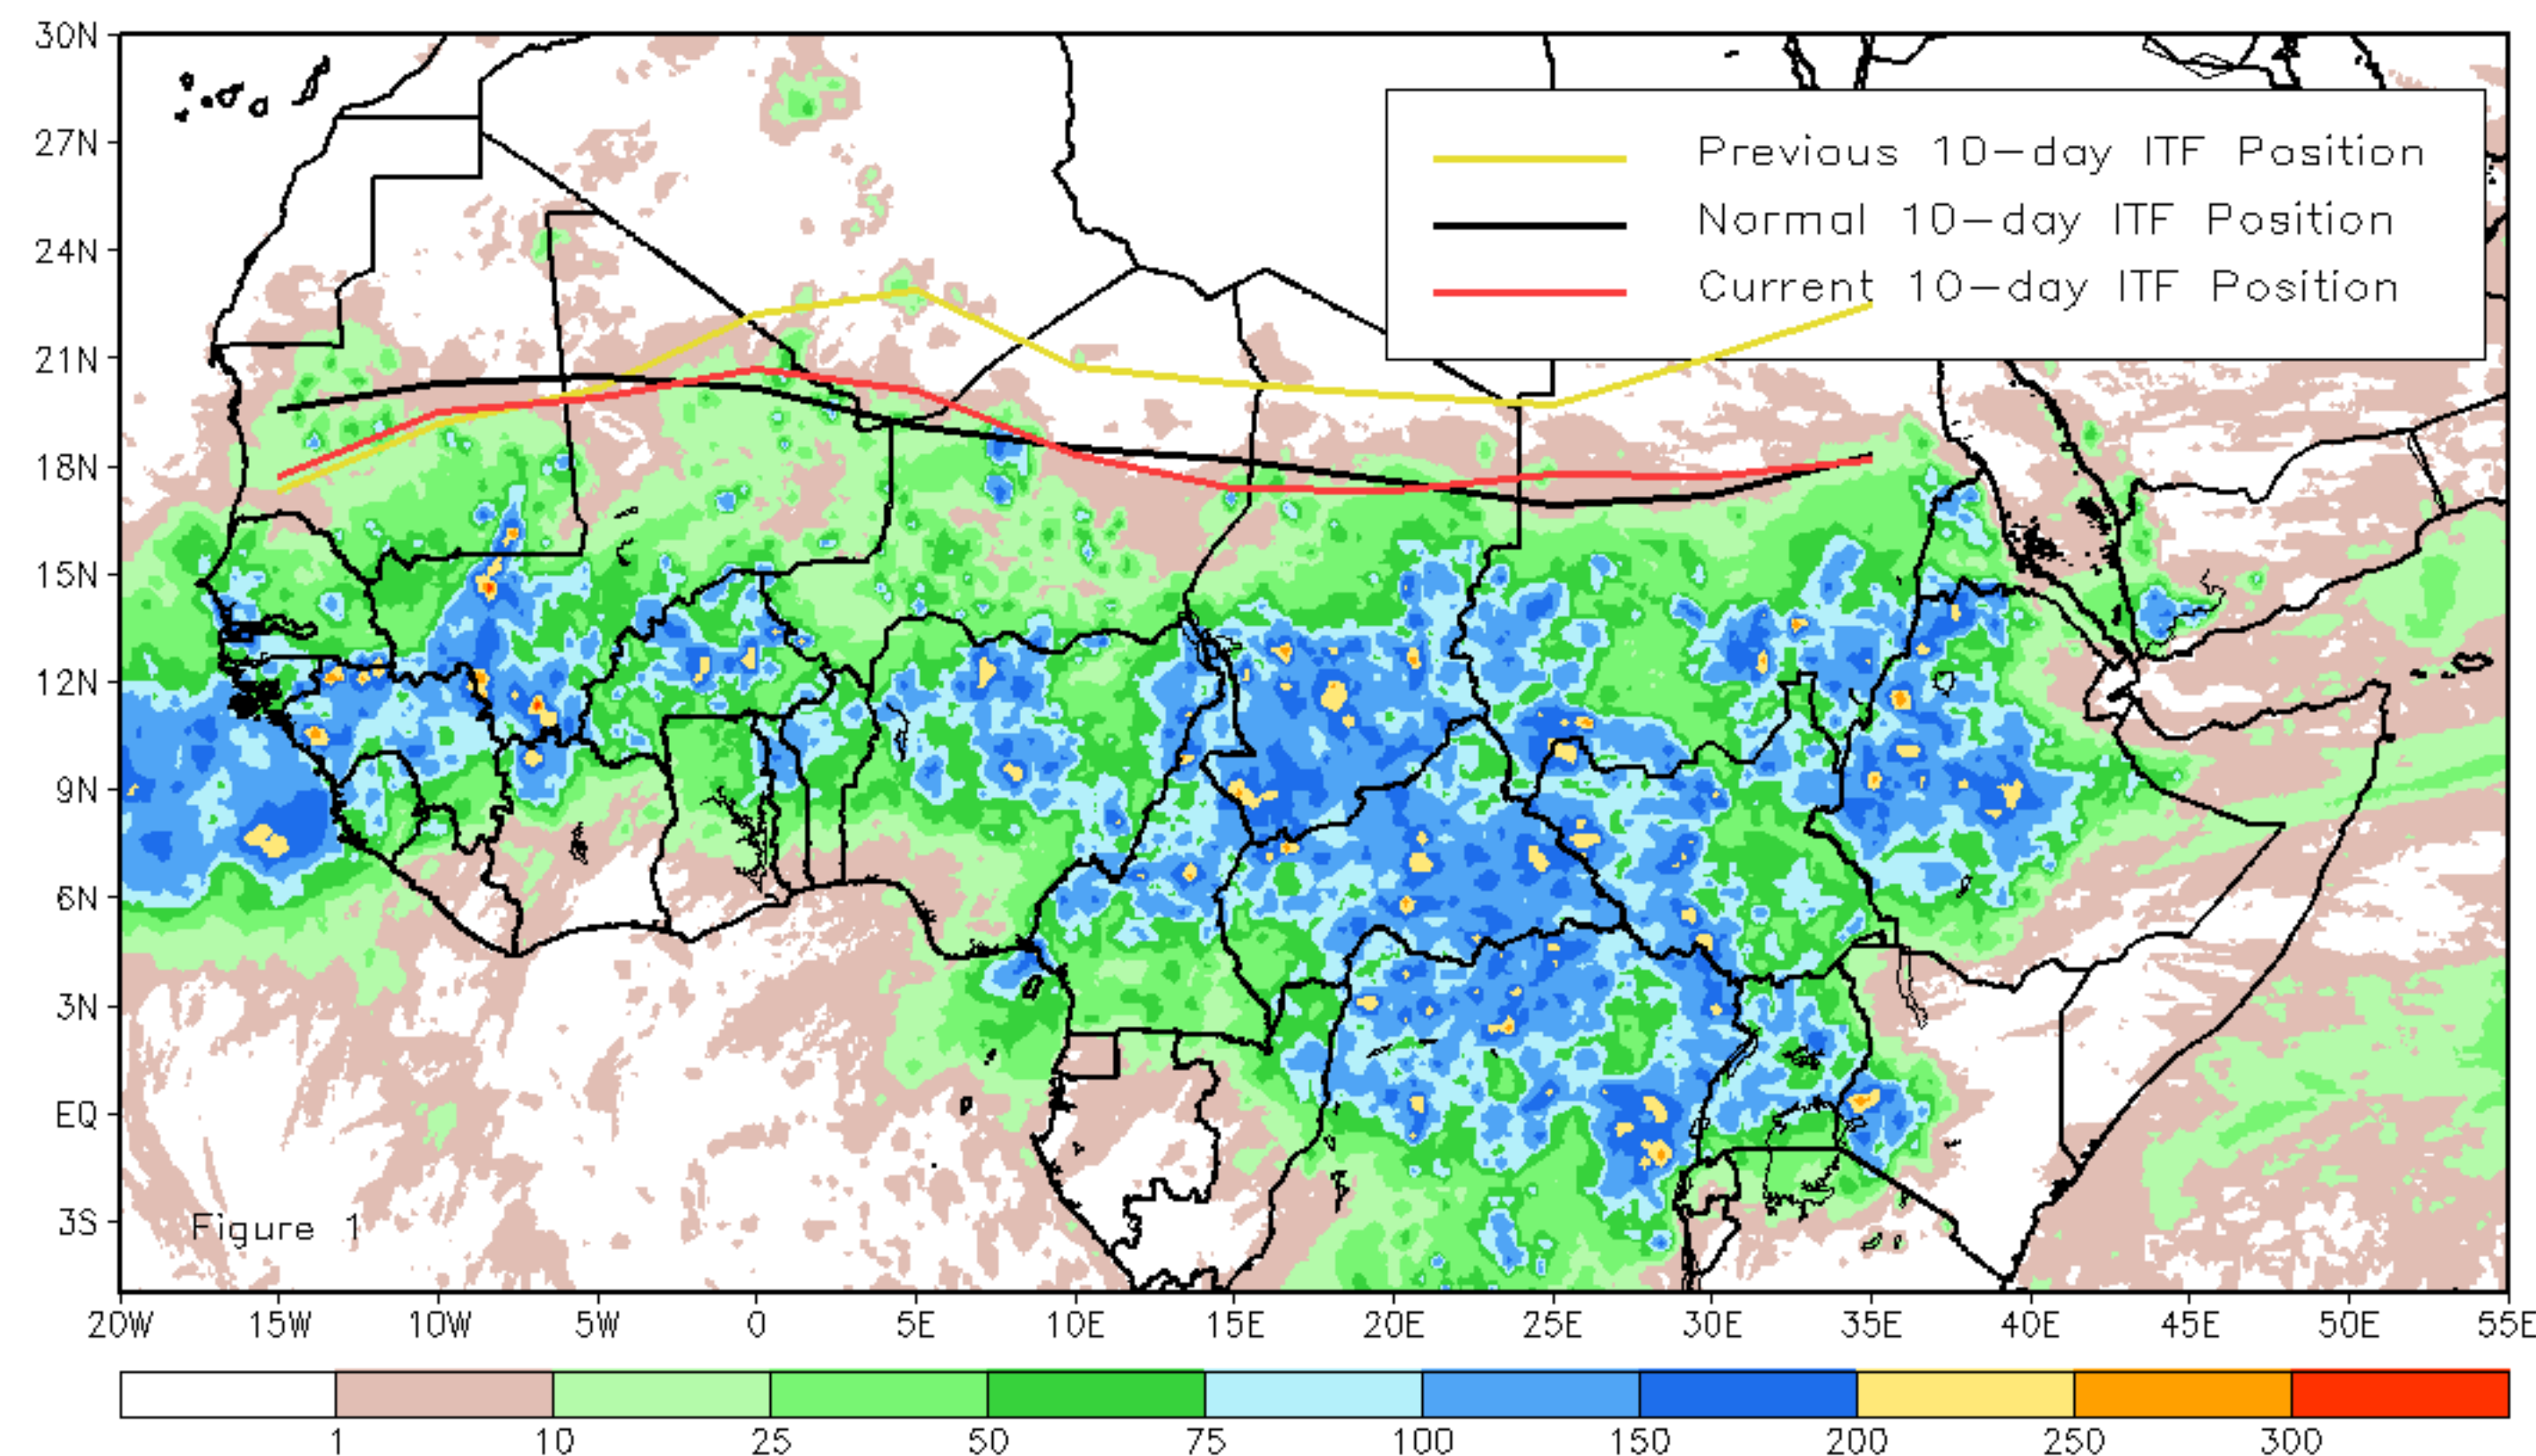 30N
27N
24N
21N
18N
15N
12N
9N
6N
3N
EQ
3S
Previous 10-day ITF Position
Normal 10-day ITF Position
Current 10-day ITF Position
Figure 1
20W 15W 10W 5W 0 5E 10E 15E 20E 25E 30E 35E 40E 45E 50E 55E
1 10 25 50 75 100 150 200 250 300